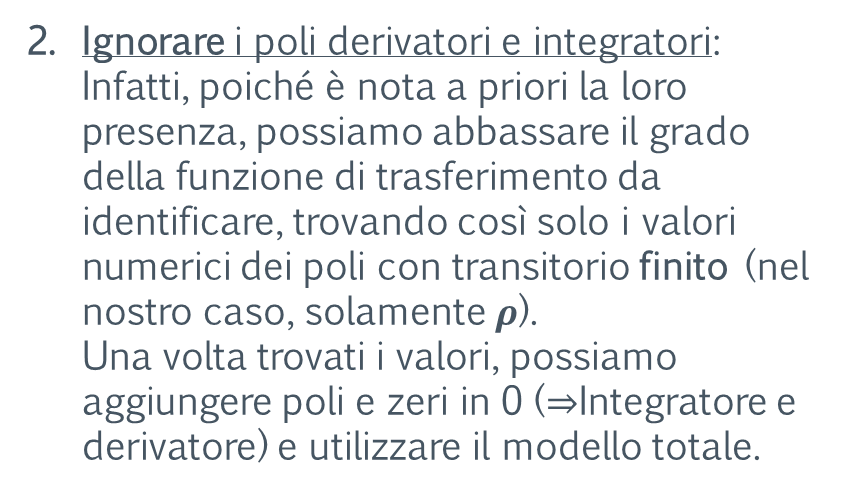 2. Ignorare i poli derivatori e integratori:
Infatti, poiché è nota a priori la loro
presenza, possiamo abbassare il grado
della funzione di trasferimento da
identificare, trovando così solo i valori
numerici dei poli con transitorio finito (nel
nostro caso, solamente ρ).
Una volta trovati i valori, possiamo
aggiungere poli e zeri in 0 (⇒Integratore e
derivatore) e utilizzare il modello totale.